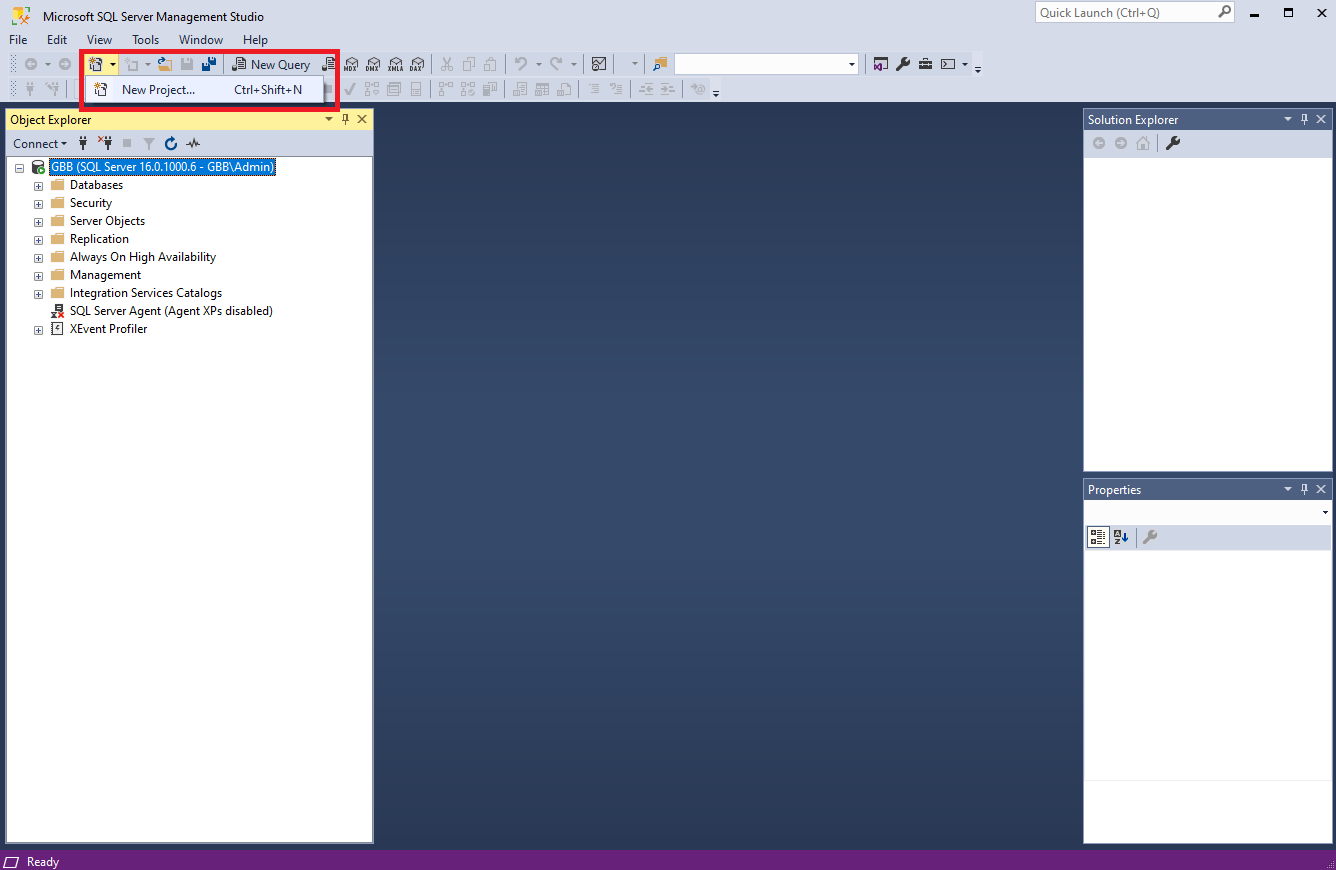 Microsoft SQL Server Management Studio
Quick Launch (Ctrl+Q)
File Edit View Tools Window Help
New Query
MDX DMX XMLA DAX
New Project... Ctrl+Shift+N
Object Explorer
Connect
GBB (SQL Server 16.0.1000.6 - GBB\Admin)
Databases
Security
Server Objects
Replication
Always On High Availability
Management
Integration Services Catalogs
SQL Server Agent (Agent XPs disabled)
XEvent Profiler
Solution Explorer
Properties
Ready